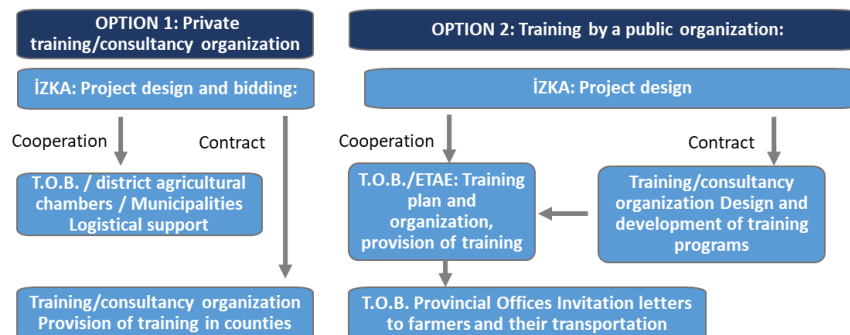 OPTION 1: Private
training/consultancy organization
İZKA: Project design and bidding:
Cooperation
Contract
T.O.B. / district agricultural
chambers / Municipalities
Logistical support
Training/consultancy organization
Provision of training in counties
OPTION 2: Training by a public organization:
İZKA: Project design
Cooperation
Contract
T.O.B./ETAE: Training
plan and
organization,
provision of training
Training/consultancy
organization Design and
development of training
programs
T.O.B. Provincial Offices Invitation letters
to farmers and their transportation